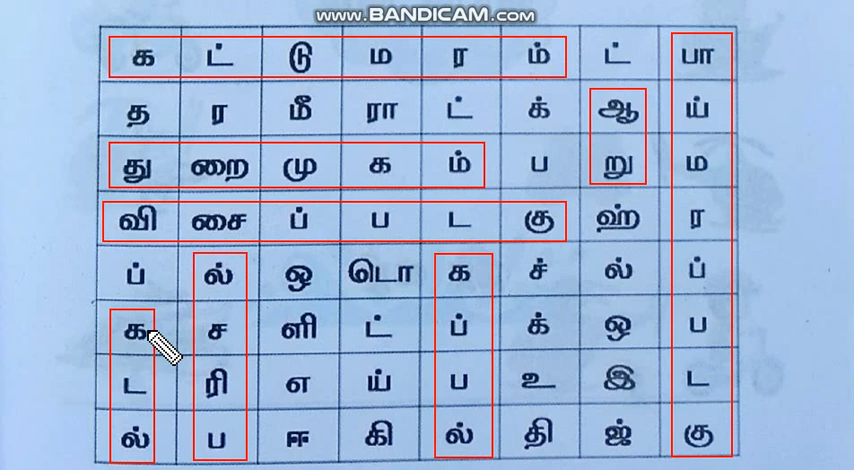 www.BANDICAM.com
க ட் டு ம ர ம் ட் பா
த ர மீ ரா ட் க் ஆ ய்
து றை மு க ம் ப று ம
வி சை ப் ப ட கு ஹ் ர
ப் ல் ஒ டொ க ச் ல் ப்
க ச ளி ட் ப் க் ஒ ப
ட ரி எ ய் ப உ இ ட
ல் ப ஈ கி ல் தி ஜ் கு